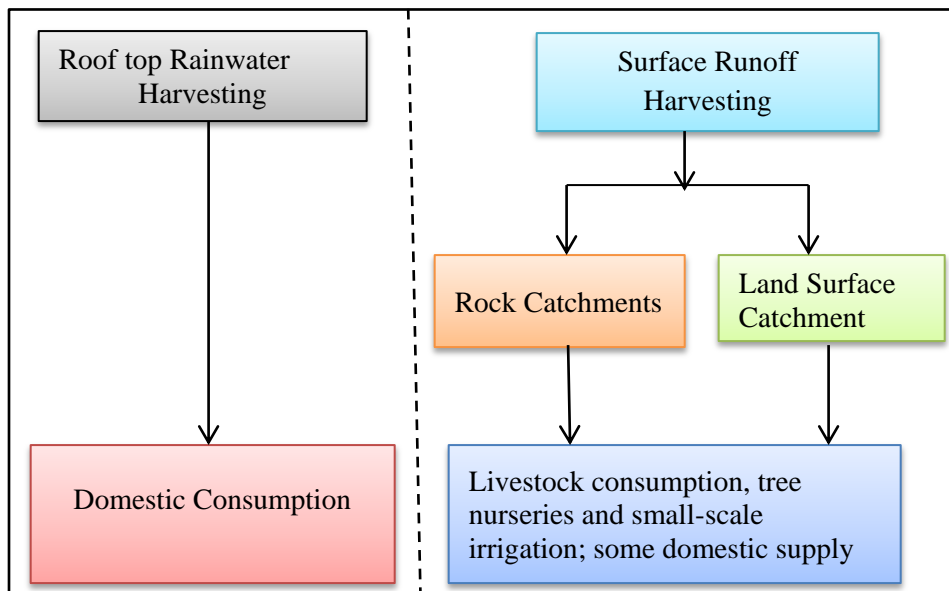 Roof top Rainwater
Harvesting
Surface Runoff
Harvesting
Rock Catchments
Land Surface
Catchment
Domestic Consumption
Livestock consumption, tree
nurseries and small-scale
irrigation; some domestic supply